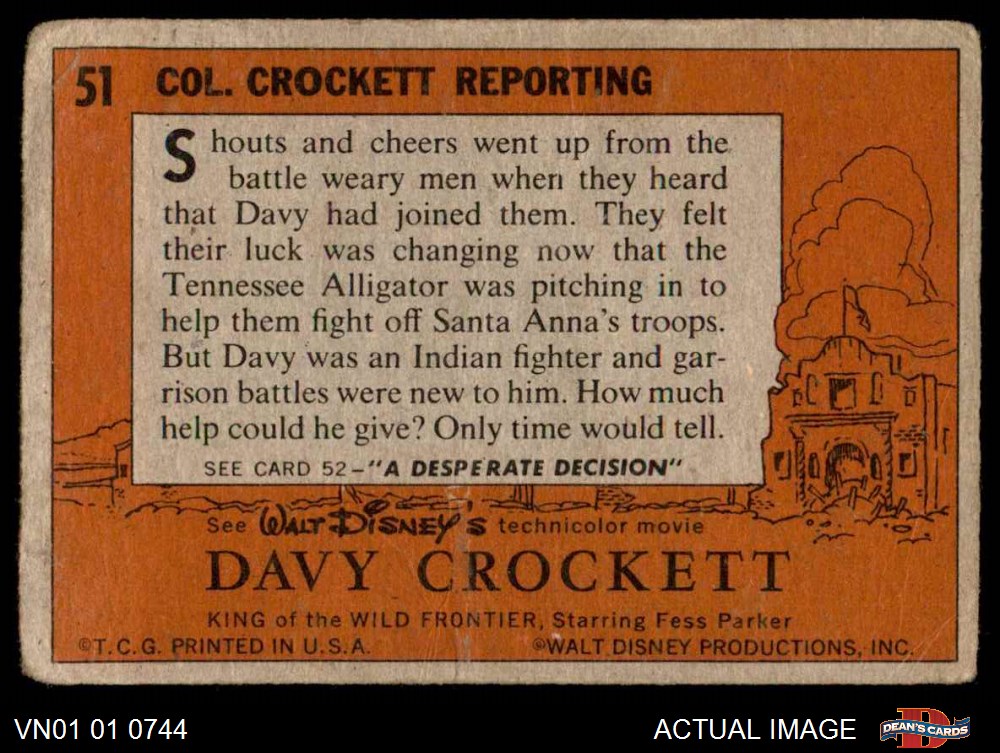 51 COL. CROCKETT REPORTING
Shouts and cheers went up from the
battle weary men when they heard
that Davy had joined them. They felt
their luck was changing now that the
Tennessee Alligator was pitching in to
help them fight off Santa Anna's troops.
But Davy was an Indian fighter and gar-
rison battles were new to him. How much
help could he give? Only time would tell.
SEE CARD 52-"A DESPERATE DECISION"
See WALT DISNEY'S technicolor movie
DAVY CROCKETT
KING of the WILD FRONTIER, Starring Fess Parker
©T.C.G. PRINTED IN U.S.A. ©WALT DISNEY PRODUCTIONS, INC.
VN01 01 0744 ACTUAL IMAGE DEAN'S CARDS